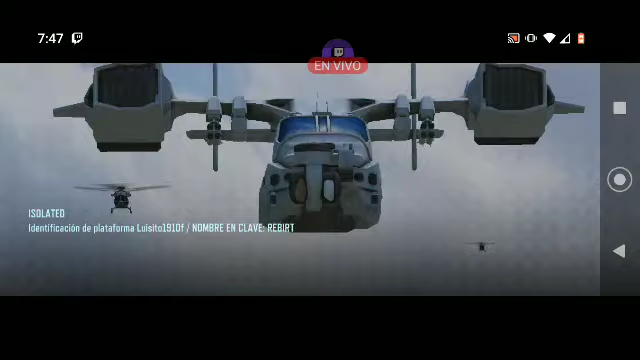 7:47
EN VIVO
ISOLATED
Identificación de plataforma Luisito1910f / NOMBRE EN CLAVE: REBIRT